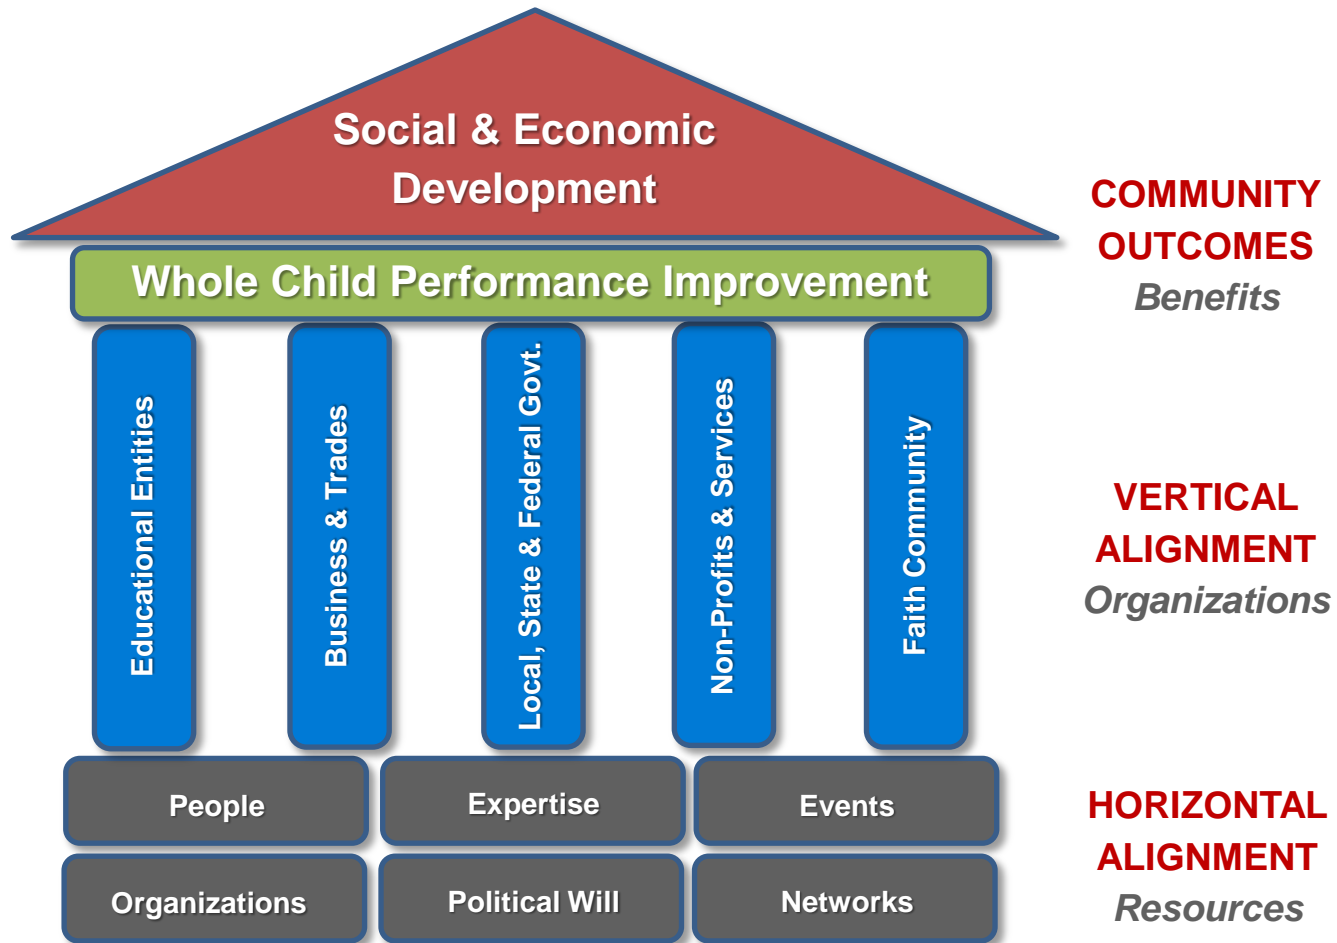 Social & Economic
Development
Whole Child Performance Improvement
COMMUNITY
OUTCOMES
Benefits
Educational Entities
Business & Trades
Local, State & Federal Govt.
Non-Profits & Services
Faith Community
VERTICAL
ALIGNMENT
Organizations
People
Expertise
Events
Organizations
Political Will
Networks
HORIZONTAL
ALIGNMENT
Resources